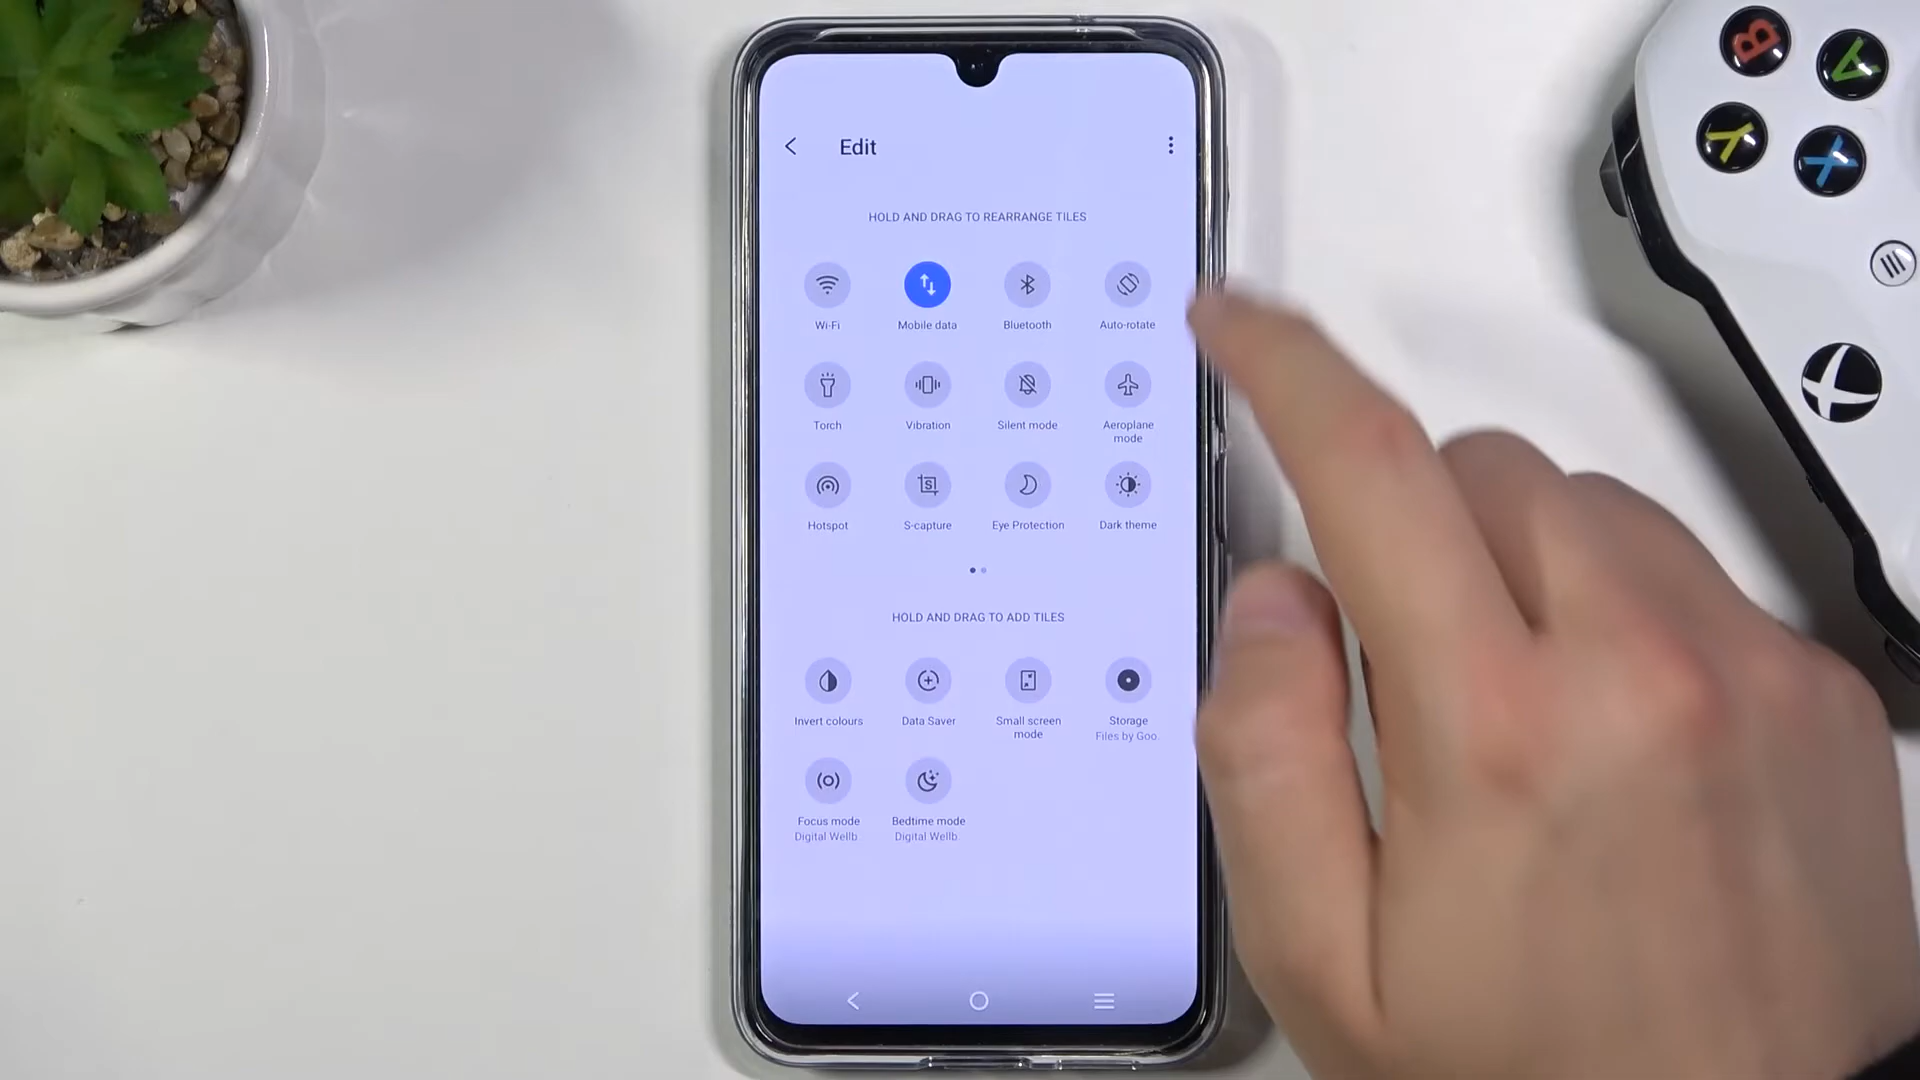 Edit
HOLD AND DRAG TO REARRANGE TILES
Wi-Fi
Mobile data
Bluetooth
Auto-rotate
Torch
Vibration
Silent mode
Aeroplane
mode
Hotspot
S-capture
Eye Protection
Dark theme
HOLD AND DRAG TO ADD TILES
Invert colours
Data Saver
Small screen
mode
Storage
Files by Goo.
Focus mode
Digital Wellb.
Bedtime mode
Digital Wellb.
B
A
Y
X